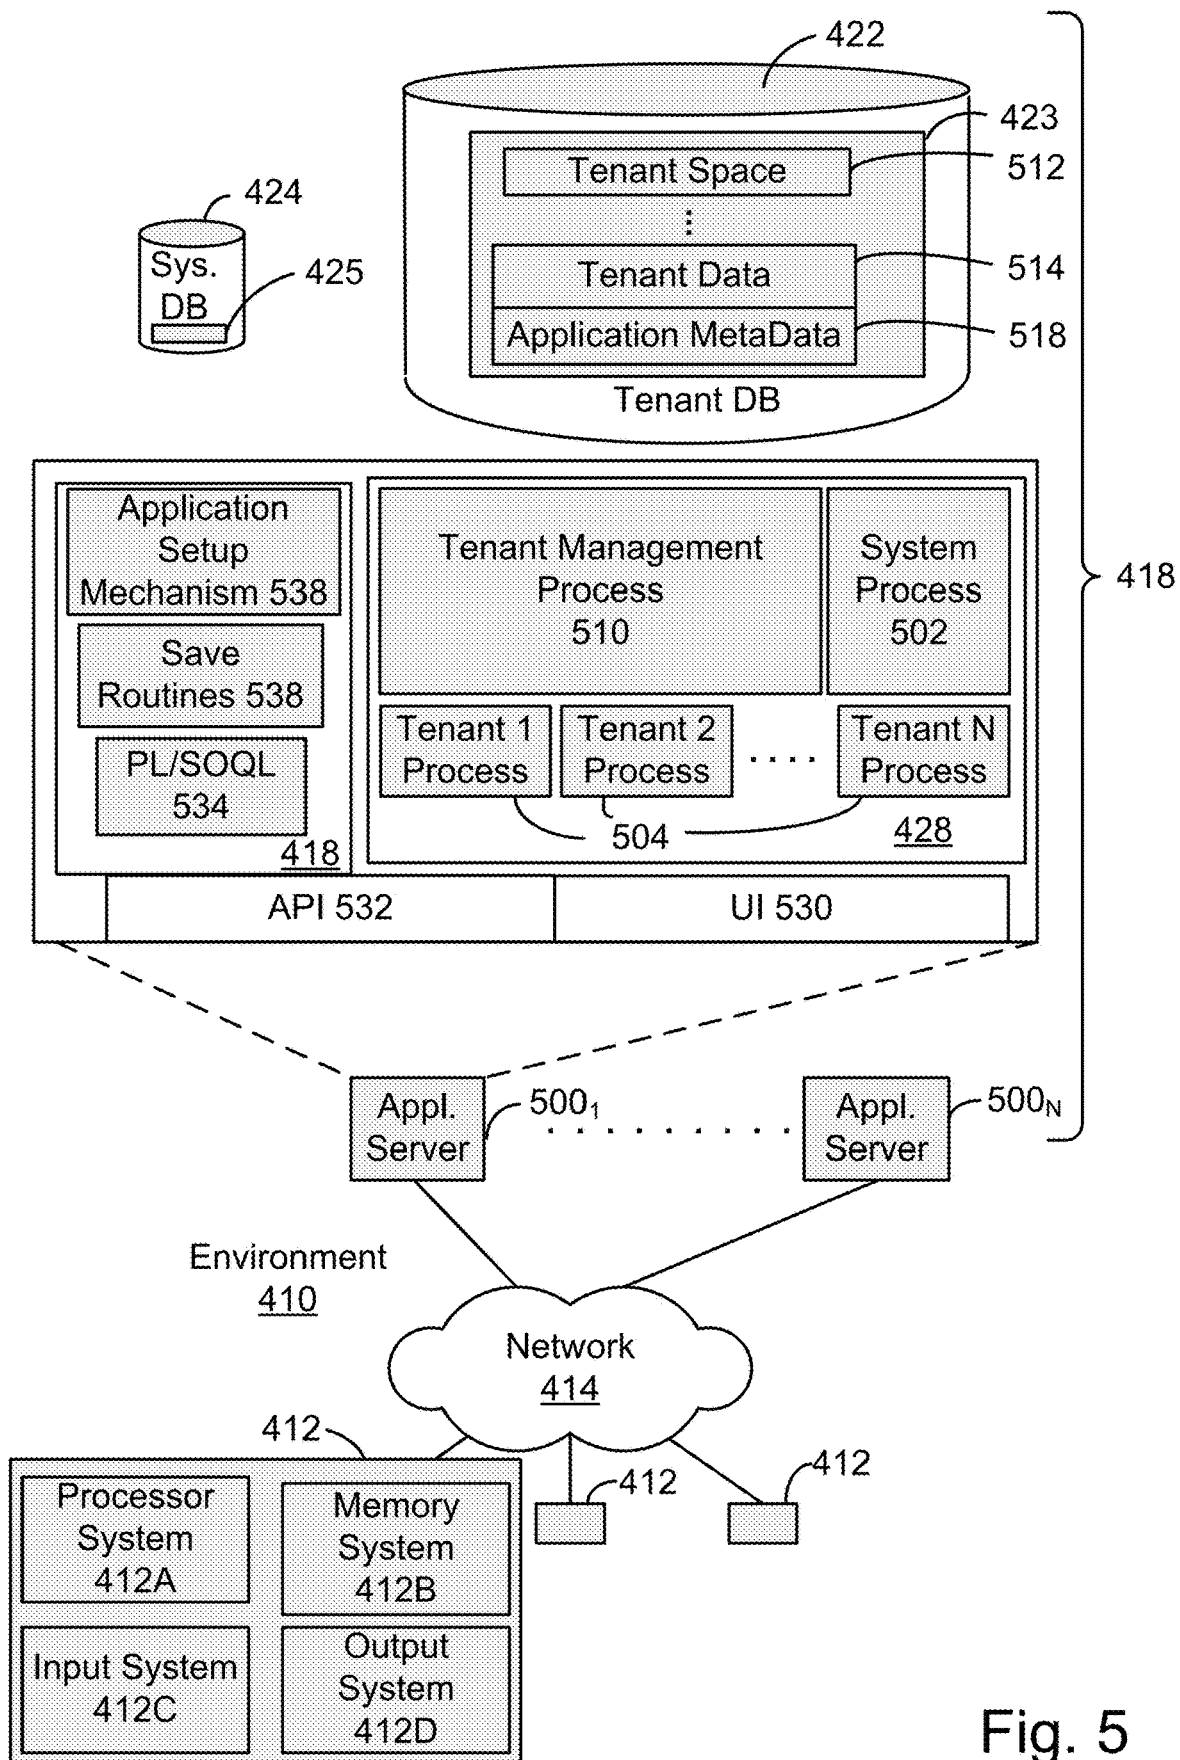 422
423
Tenant Space
512
424
Sys.
DB
425
Tenant Data
514
Application MetaData
518
Tenant DB
Application
Setup
Mechanism 538
Save
Routines 538
PL/SOQL
534
418
Tenant Management
Process
510
System
Process
502
Tenant 1
Process
Tenant 2
Process
Tenant N
Process
504
428
418
API 532
UI 530
Appl.
Server
500₁
Appl.
Server
500N
Environment
410
Network
414
412
412
412
Processor
System
412A
Memory
System
412B
Input System
412C
Output
System
412D
Fig. 5